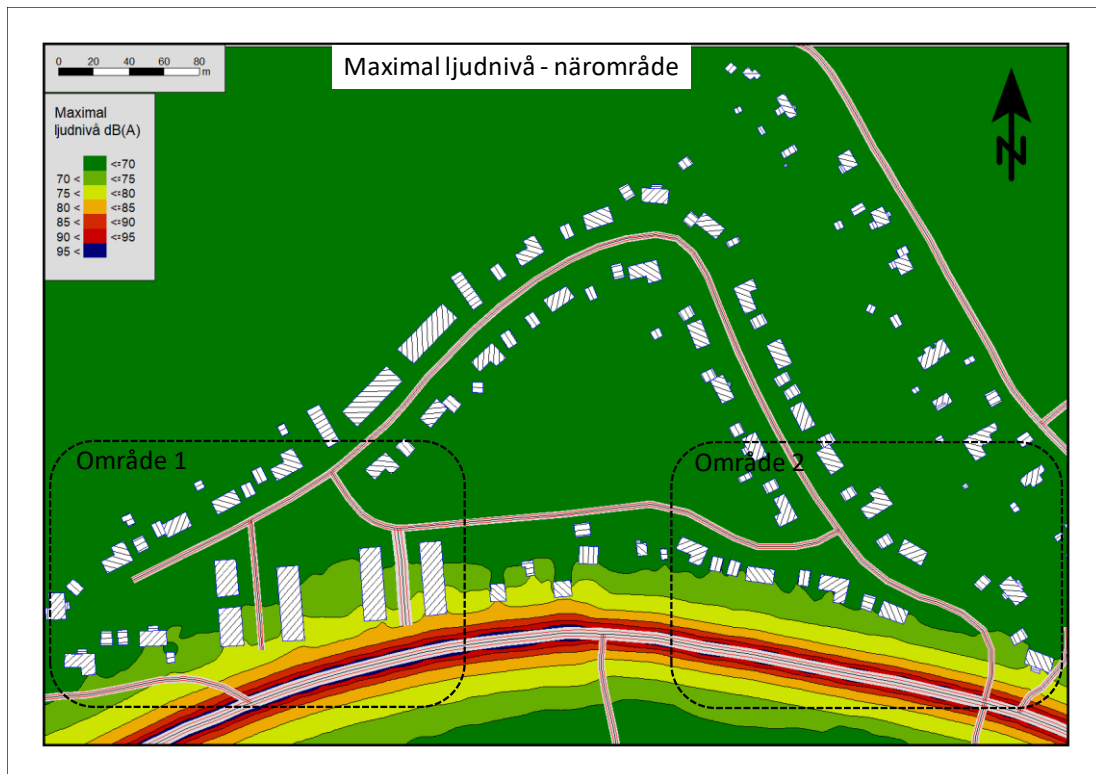 Maximal ljudnivå - närområde
0 20 40 60 80
m
Maximal
ljudnivå dB(A)
<=70
70 < <=75
75 < <=80
80 < <=85
85 < <=90
90 < <=95
95 <
N
Område 1
Område 2